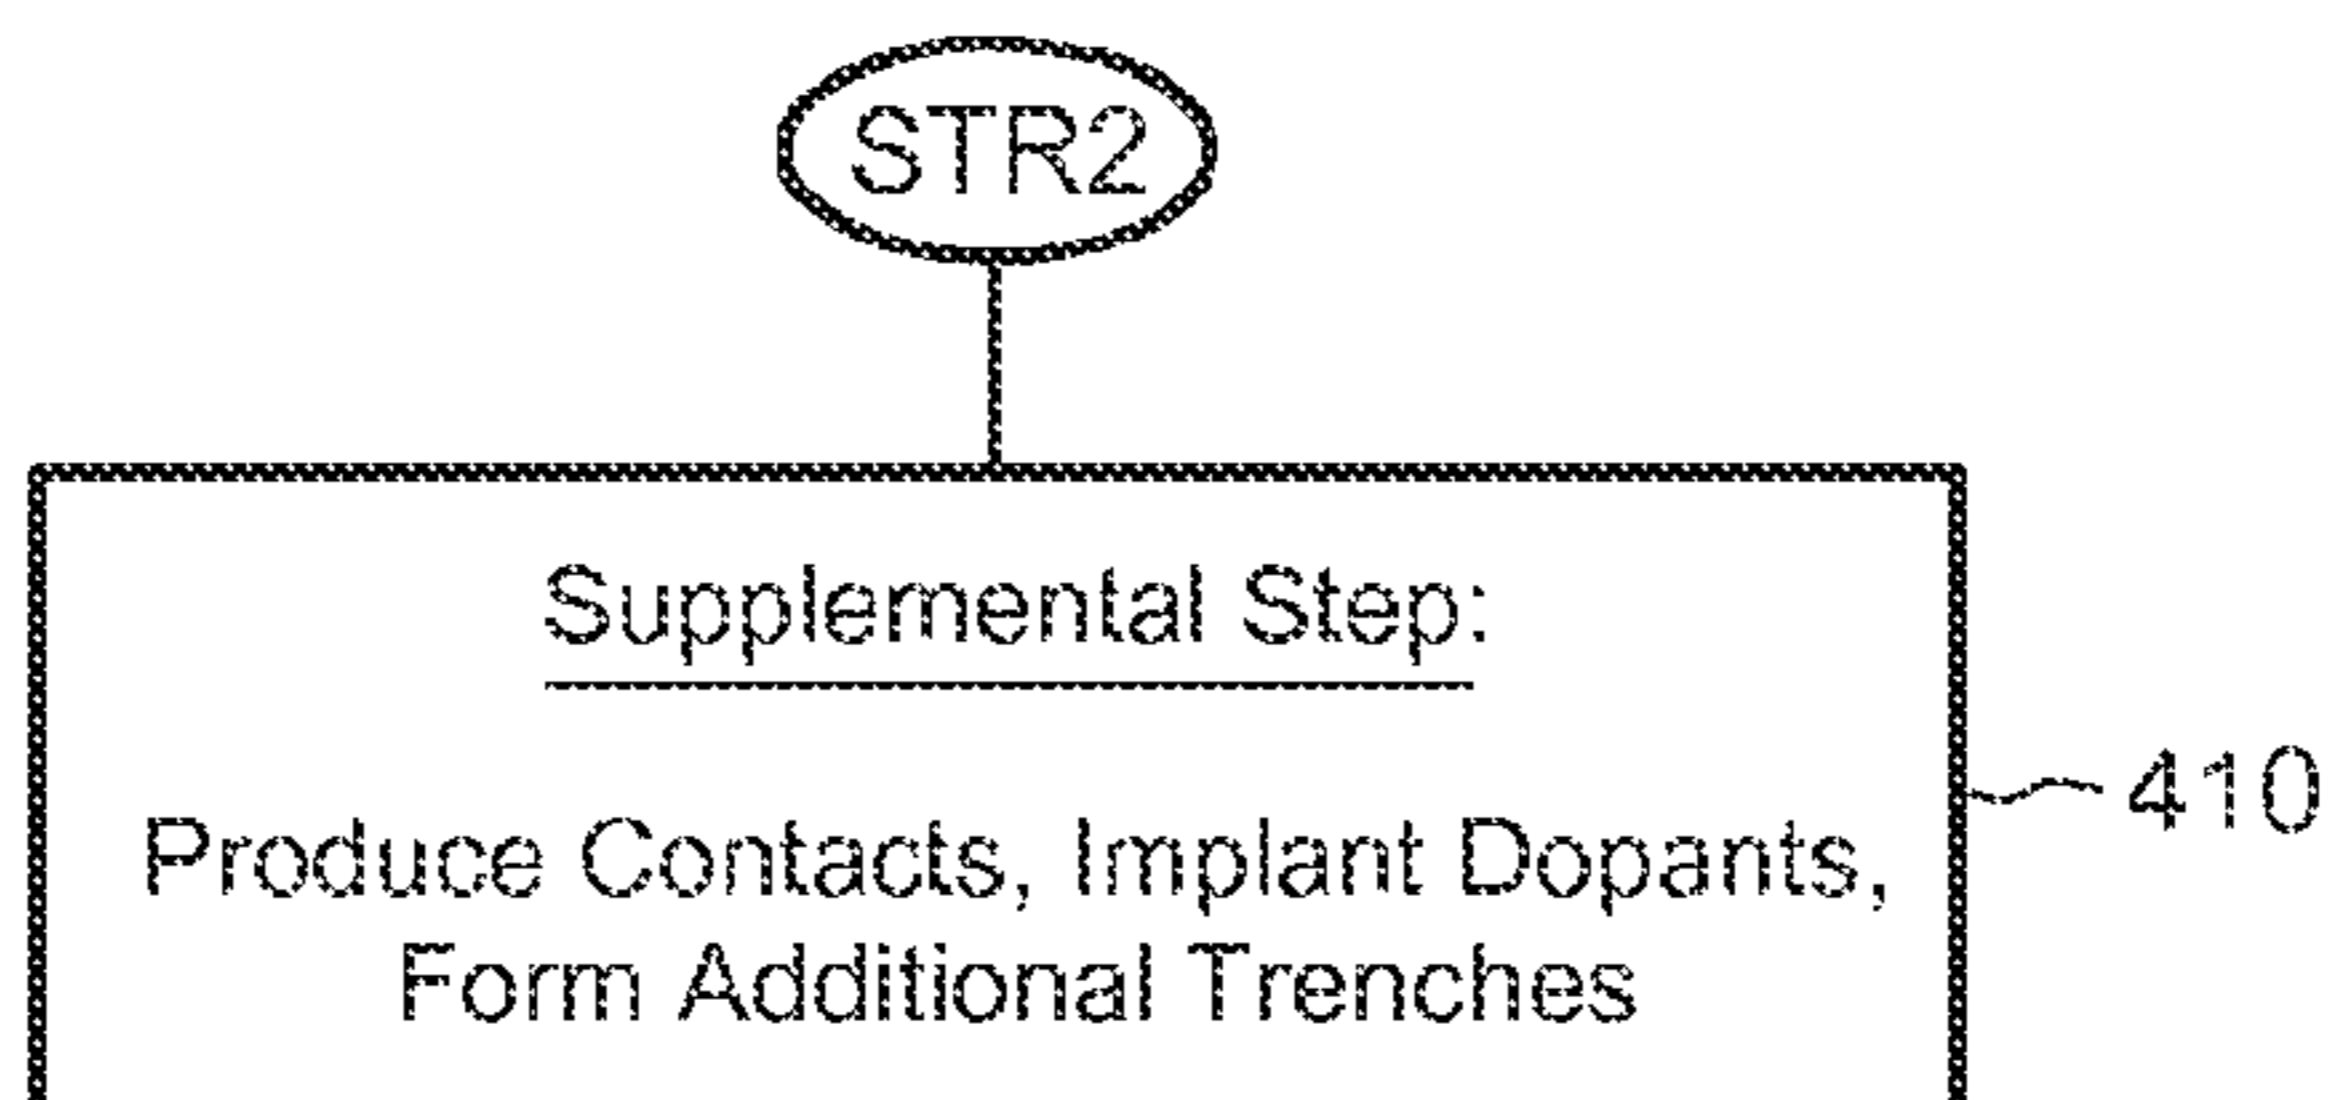 STR2
Supplemental Step:
410
Produce Contacts, Implant Dopants,
Form Additional Trenches